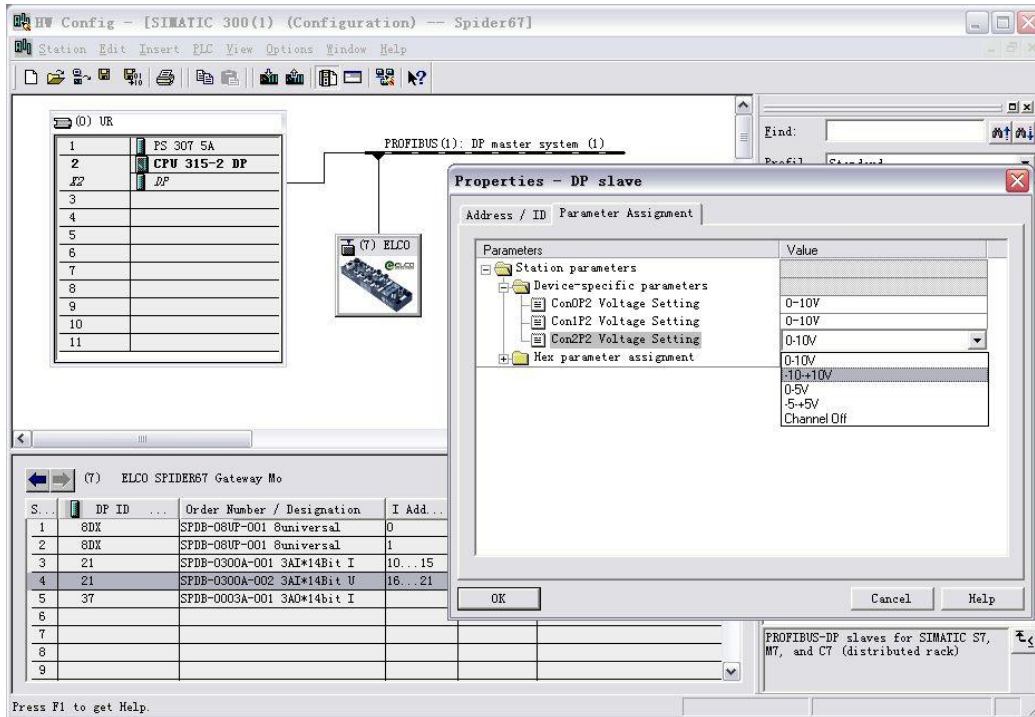 HW Config - [SIMATIC 300(1) (Configuration) -- Spider67]
Station Edit Insert PLC View Options Window Help
(0) UR
1 PS 307 5A
2 CPU 315-2 DP
X2 DP
3
4
5
6
7
8
9
10
11
PROFIBUS(1): DP master system (1)
(7) ELCO
ELCO
Find:
Profil Standard
Properties - DP slave
Address / ID Parameter Assignment
Parameters Value
Station parameters
Device-specific parameters
Con0P2 Voltage Setting 0-10V
Con1P2 Voltage Setting 0-10V
Con2P2 Voltage Setting 0-10V
Hex parameter assignment
0-10V
-10-+10V
0-5V
-5-+5V
Channel Off
OK Cancel Help
(7) ELCO SPIDER67 Gateway Mo
S... DP ID ... Order Number / Designation I Add...
1 8DX SPDB-08UP-001 8universal 0
2 8DX SPDB-08UP-001 8universal 1
3 21 SPDB-0300A-001 3AI*14Bit I 10...15
4 21 SPDB-0300A-002 3AI*14Bit U 16...21
5 37 SPDB-0003A-001 3AO*14bit I
6
7
8
9
PROFIBUS-DP slaves for SIMATIC S7,
M7, and C7 (distributed rack)
Press F1 to get Help.